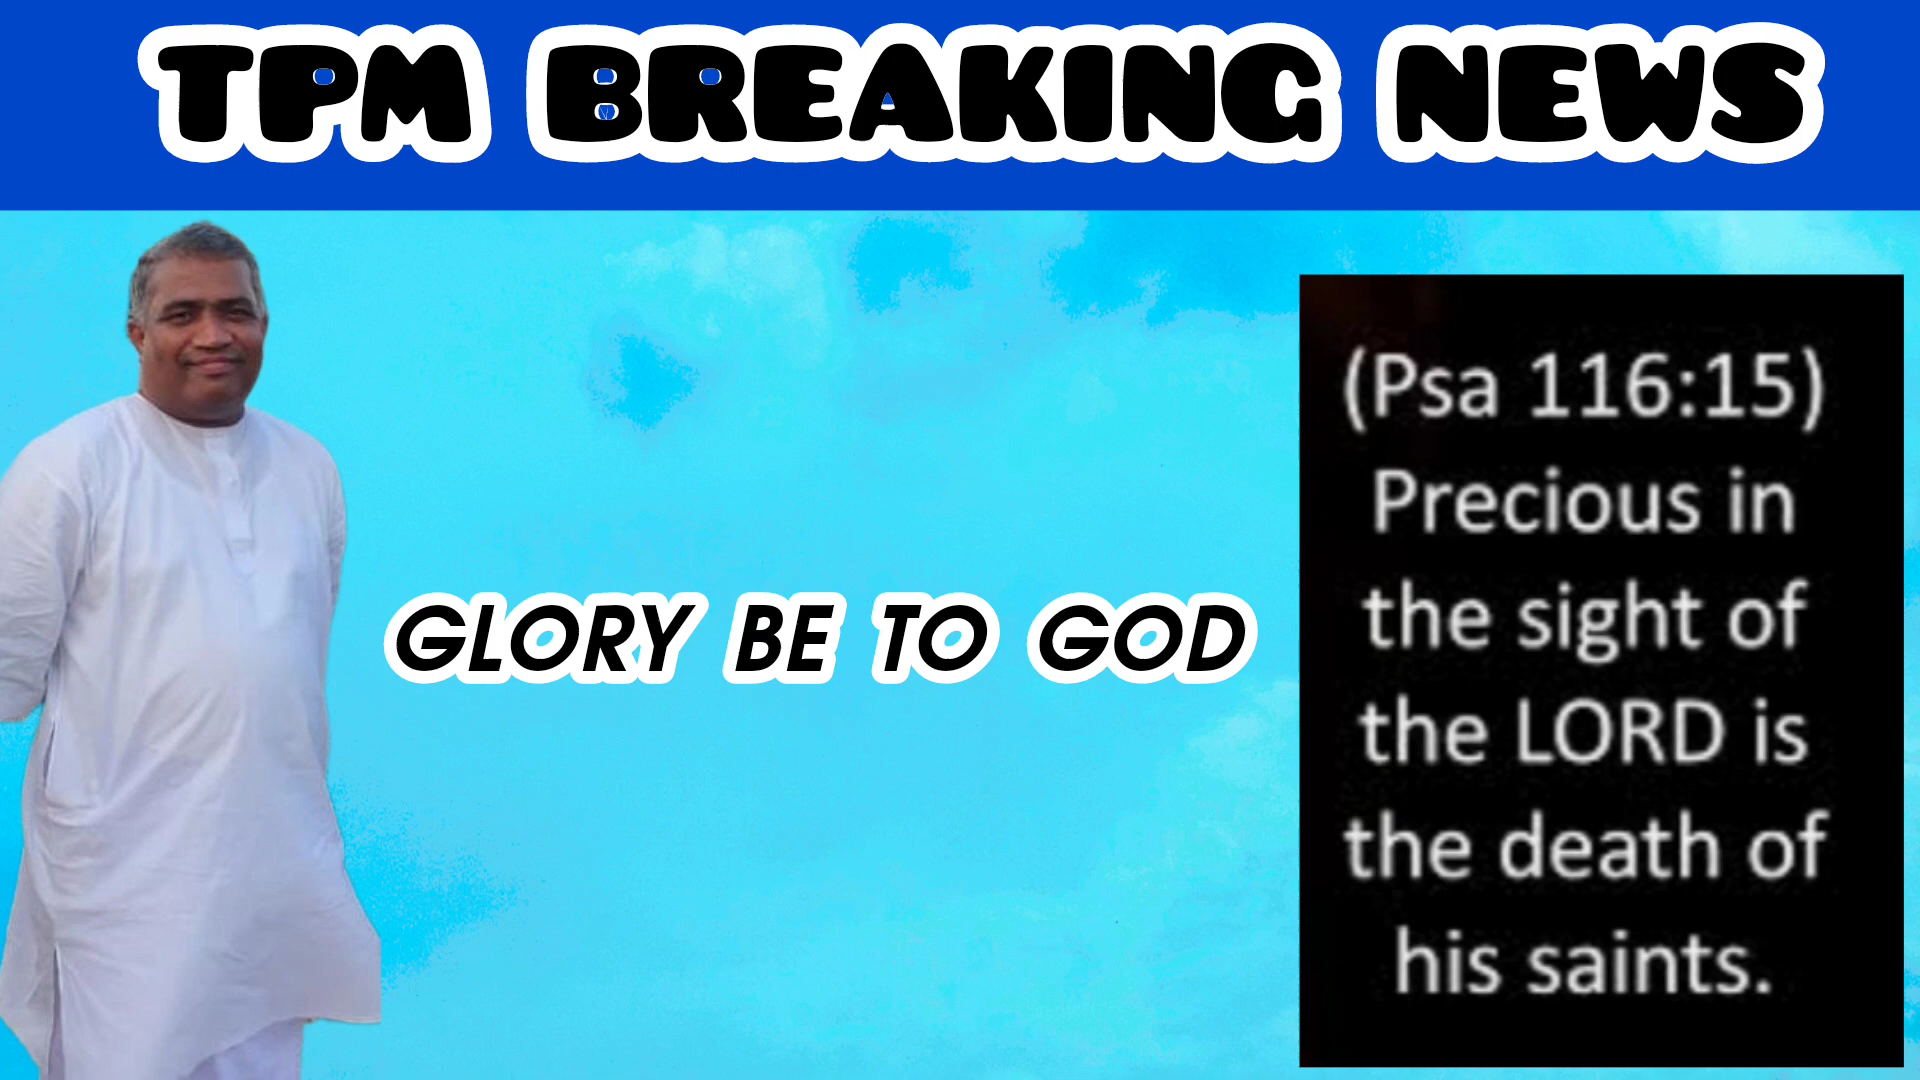 TPM BREAKING NEWS
GLORY BE TO GOD
(Psa 116:15)
Precious in
the sight of
the LORD is
the death of
his saints.